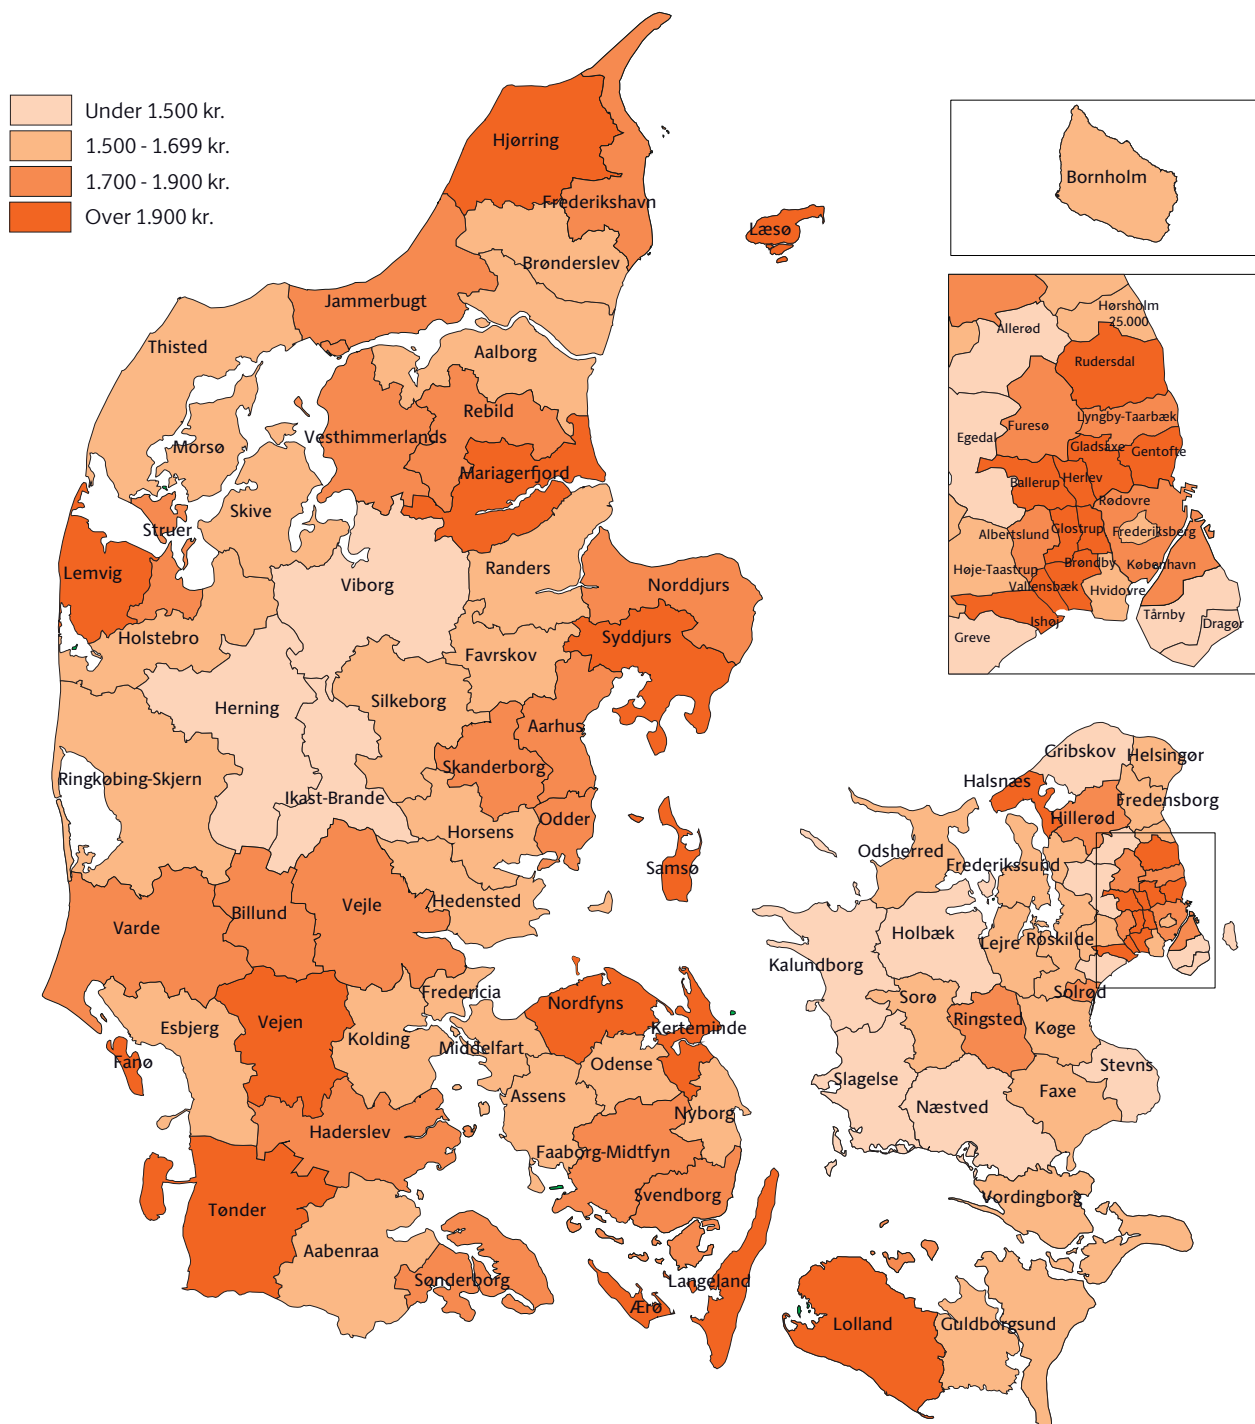 Under 1.500 kr.
1.500 - 1.699 kr.
1.700 - 1.900 kr.
Over 1.900 kr.
Hjørring
Frederikshavn
Læsø
Brønderslev
Jammerbugt
Thisted
Aalborg
Rebild
Vesthimmerlands
Morsø
Mariagerfjord
Skive
Struer
Lemvig
Viborg
Randers
Norddjurs
Holstebro
Syddjurs
Favrskov
Herning
Silkeborg
Aarhus
Ringkøbing-Skjern
Skanderborg
Ikast-Brande
Horsens
Odder
Samsø
Hedensted
Vejle
Billund
Varde
Fredericia
Esbjerg
Vejen
Kolding
Nordfyns
Kerteminde
Middelfart
Odense
Fanø
Assens
Nyborg
Haderslev
Faaborg-Midtfyn
Svendborg
Tønder
Aabenraa
Sønderborg
Langeland
Ærø
Bornholm
Hørsholm
25.000
Allerød
Rudersdal
Lyngby-Taarbæk
Furesø
Egedal
Gladsaxe
Gentofte
Ballerup
Herlev
Rødovre
Albertslund
Glostrup
Frederiksberg
Høje-Taastrup
Brøndby
København
Vallensbæk
Hvidovre
Ishøj
Tårnby
Dragør
Greve
Gribskov
Helsingør
Halsnæs
Fredensborg
Hillerød
Odsherred
Frederikssund
Holbæk
Lejre
Røskilde
Kalundborg
Solrød
Sorø
Ringsted
Køge
Stevns
Slagelse
Næstved
Faxe
Vordingborg
Lolland
Guldborgsund